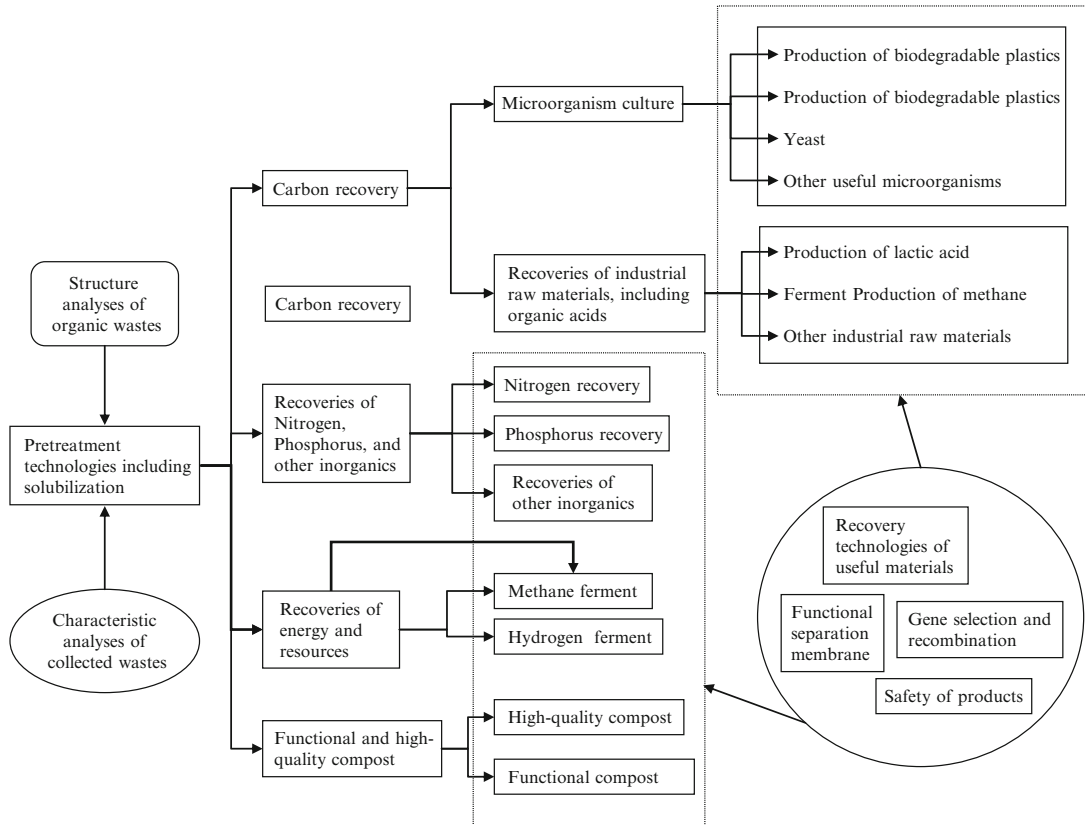 Production of biodegradable plastics
Production of biodegradable plastics
Yeast
Other useful microorganisms
Microorganism culture
Carbon recovery
Production of lactic acid
Ferment Production of methane
Other industrial raw materials
Recoveries of industrial
raw materials, including
organic acids
Structure
analyses of
organic wastes
Carbon recovery
Pretreatment
technologies including
solubilization
Characteristic
analyses of
collected wastes
Recoveries of
Nitrogen,
Phosphorus, and
other inorganics
Nitrogen recovery
Phosphorus recovery
Recoveries
of other inorganics
Recoveries of
energy and
resources
Methane ferment
Hydrogen ferment
Functional and high-
quality compost
High-quality compost
Functional compost
Recovery
technologies of
useful materials
Functional
separation
membrane
Gene selection and
recombination
Safety of products